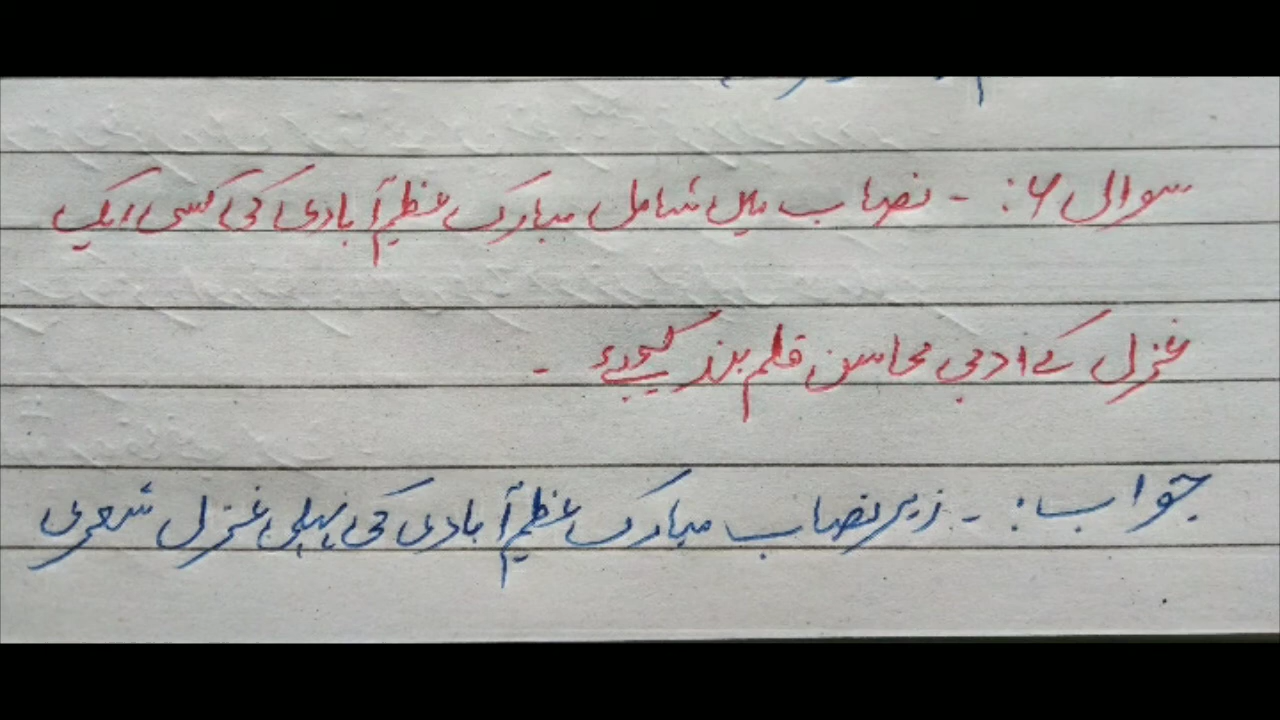 سوال ۶: - نصاب میں شامل مبارک عظیم آبادی کی کسی ایک
غزل کے ادبی محاسن قلم بند کیجیے ۔
جواب : - زیر نصاب مبارک عظیم آبادی کی پہلی غزل شعری